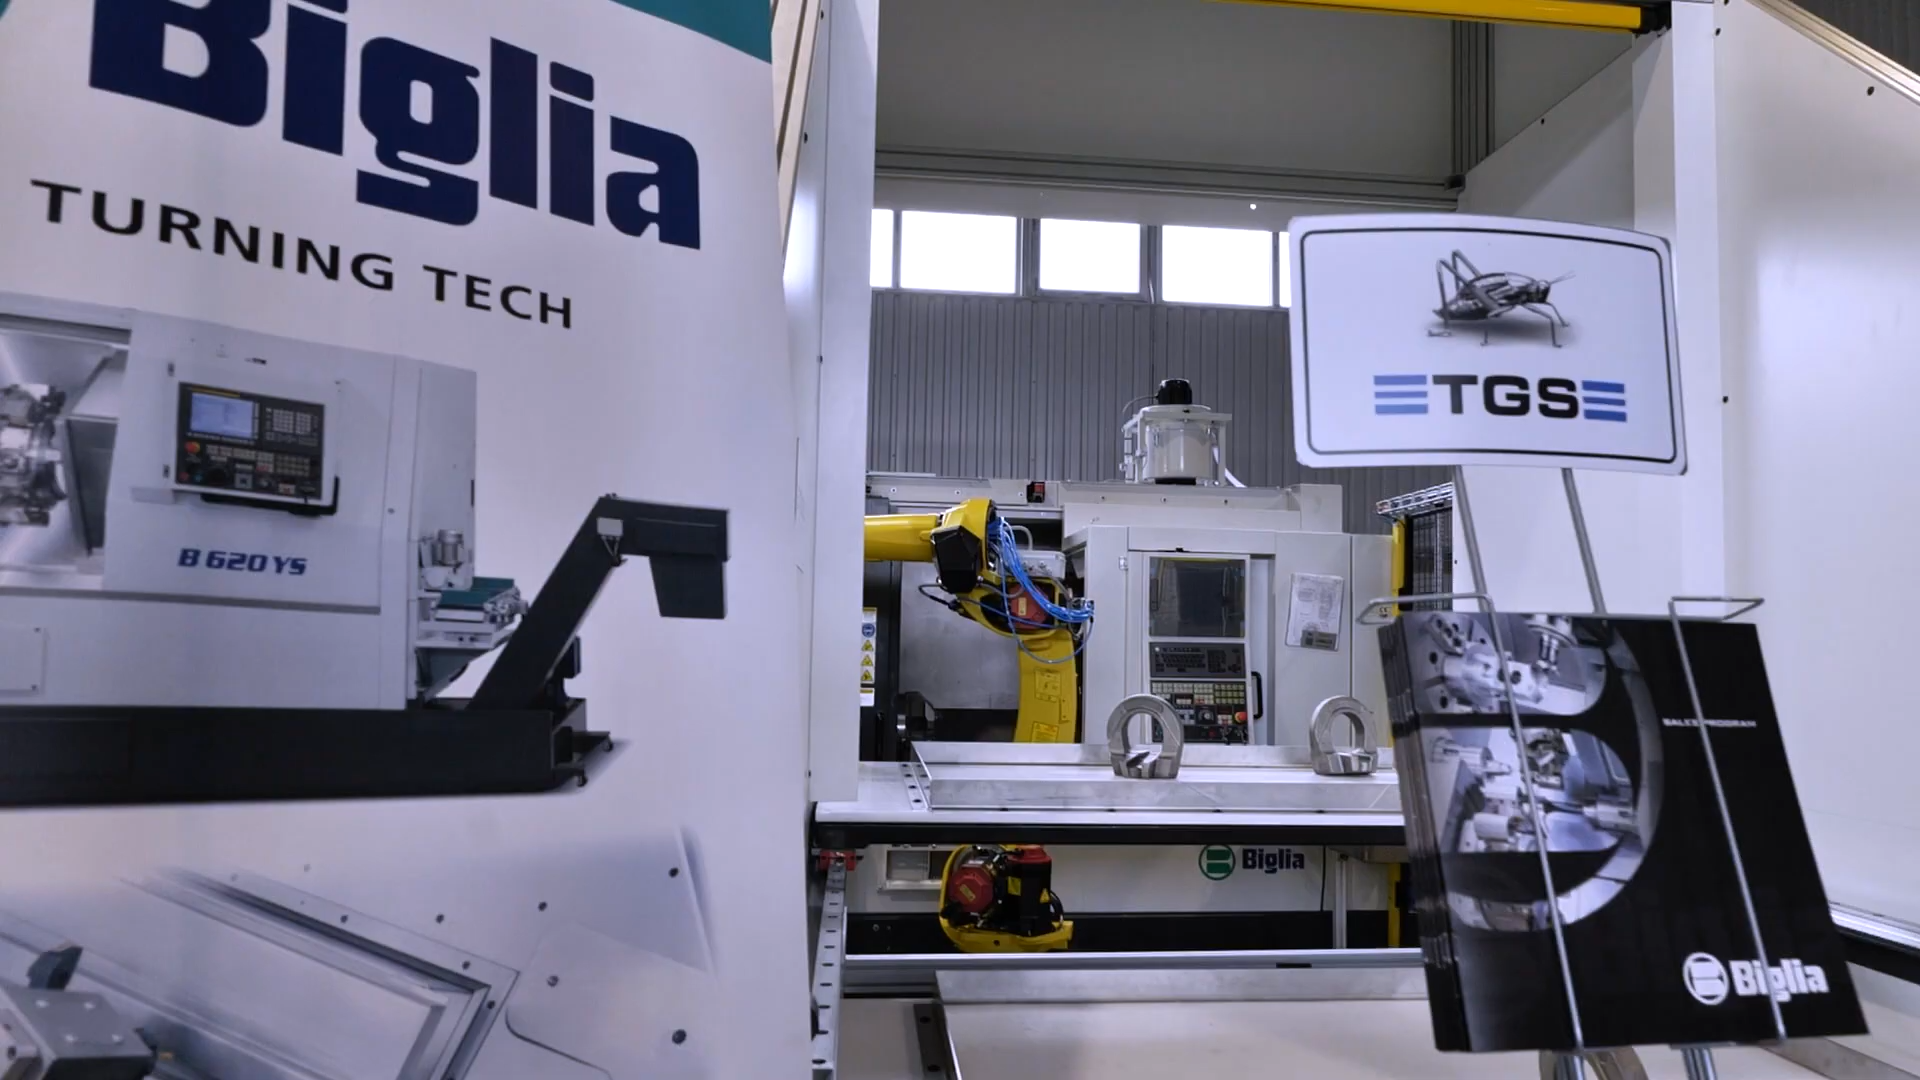 Biglia
TURNING TECH
B 620 YS
TGS
SALES PROGRAM
Biglia
Biglia